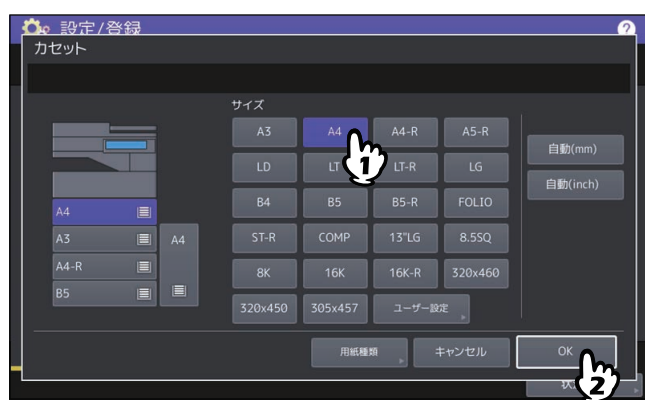 設定/登録
?
カセット
サイズ
A3 A4 A4-R A5-R
LD LT LT-R LG
B4 B5 B5-R FOLIO
ST-R COMP 13"LG 8.5SQ
8K 16K 16K-R 320x460
320x450 305x457 ユーザー設定
自動(mm)
自動(inch)
A4
A3
A4-R
B5
A4
用紙種類 キャンセル OK
1
2